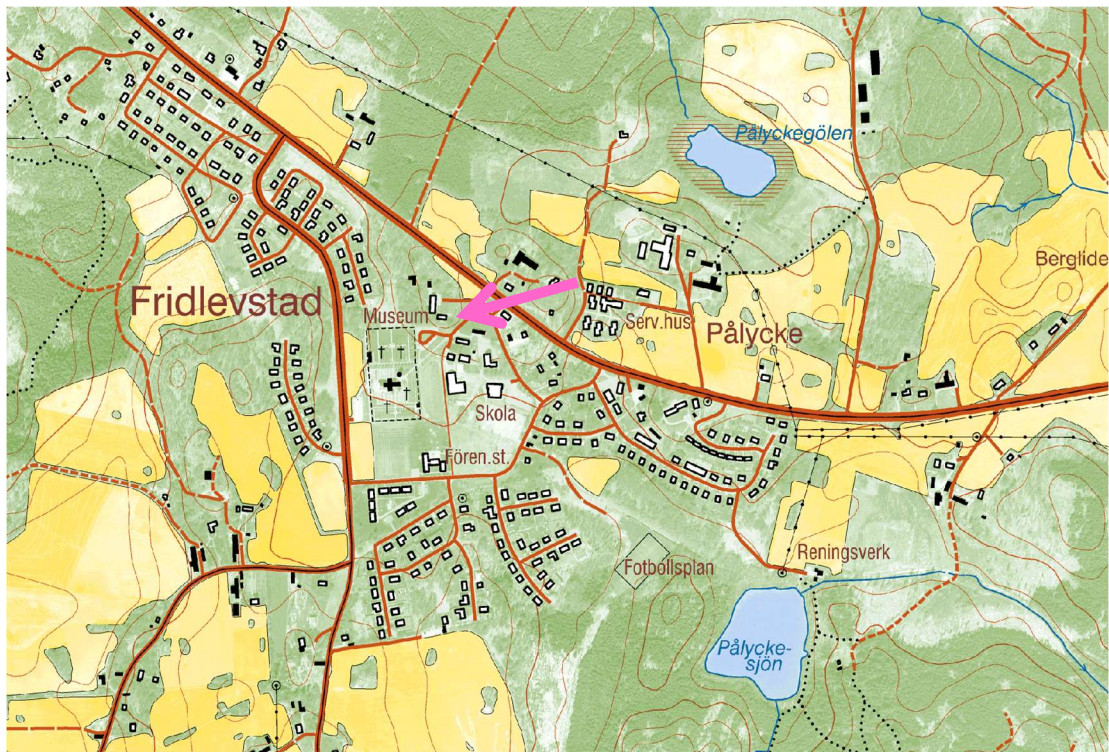 Pålyckegölen
Berglide
Fridlevstad
Museum
Serv.hus
Pålycke
Skola
Fören.st.
Reningsverk
Fotbollsplan
Pålycke-
sjön